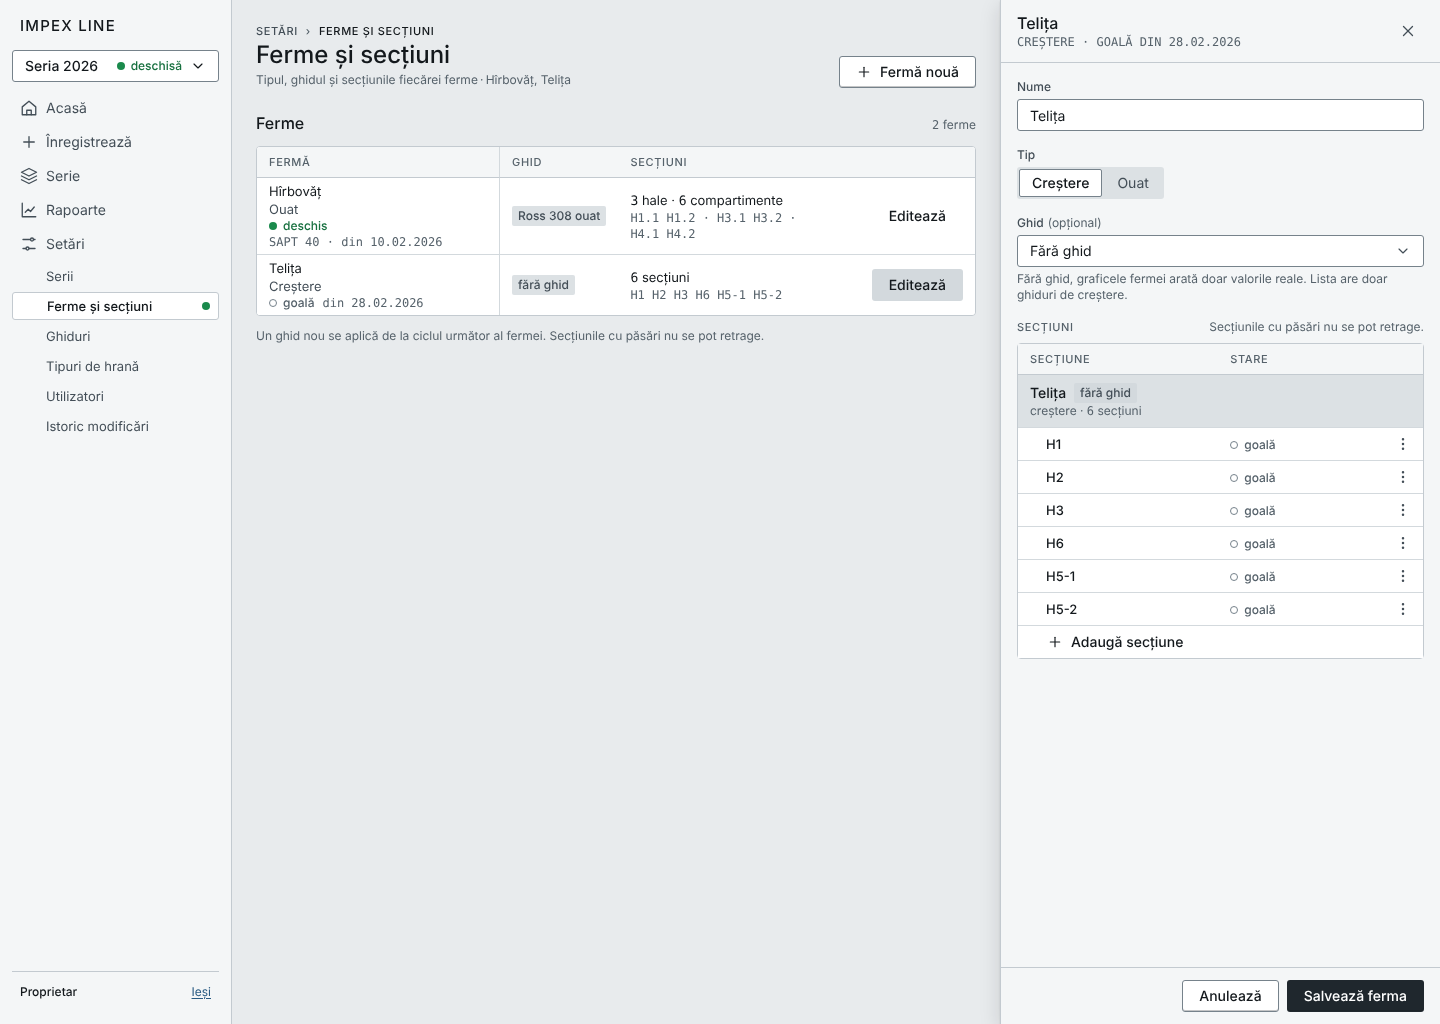 IMPEX LINE
Seria 2026 deschisă
Acasă
Înregistrează
Serie
Rapoarte
Setări
Serii
Ferme și secțiuni
Ghiduri
Tipuri de hrană
Utilizatori
Istoric modificări
Proprietar Ieși
SETĂRI › FERME ȘI SECȚIUNI
Ferme și secțiuni
Tipul, ghidul și secțiunile fiecărei ferme · Hîrbovăț, Telița
+ Fermă nouă
Ferme 2 ferme
FERMĂ GHID SECȚIUNI
Hîrbovăț
Ouat
deschis
SAPT 40 · din 10.02.2026
Ross 308 ouat
3 hale · 6 compartimente
H1.1 H1.2 · H3.1 H3.2 ·
H4.1 H4.2
Editează
Telița
Creștere
goală din 28.02.2026
fără ghid
6 secțiuni
H1 H2 H3 H6 H5-1 H5-2
Editează
Un ghid nou se aplică de la ciclul următor al fermei. Secțiunile cu păsări nu se pot retrage.
Telița
CREȘTERE · GOALĂ DIN 28.02.2026
Nume
Telița
Tip
Creștere Ouat
Ghid (opțional)
Fără ghid
Fără ghid, graficele fermei arată doar valorile reale. Lista are doar
ghiduri de creștere.
SECȚIUNI Secțiunile cu păsări nu se pot retrage.
SECȚIUNE STARE
Telița fără ghid
creștere · 6 secțiuni
H1 goală
H2 goală
H3 goală
H6 goală
H5-1 goală
H5-2 goală
+ Adaugă secțiune
Anulează Salvează ferma